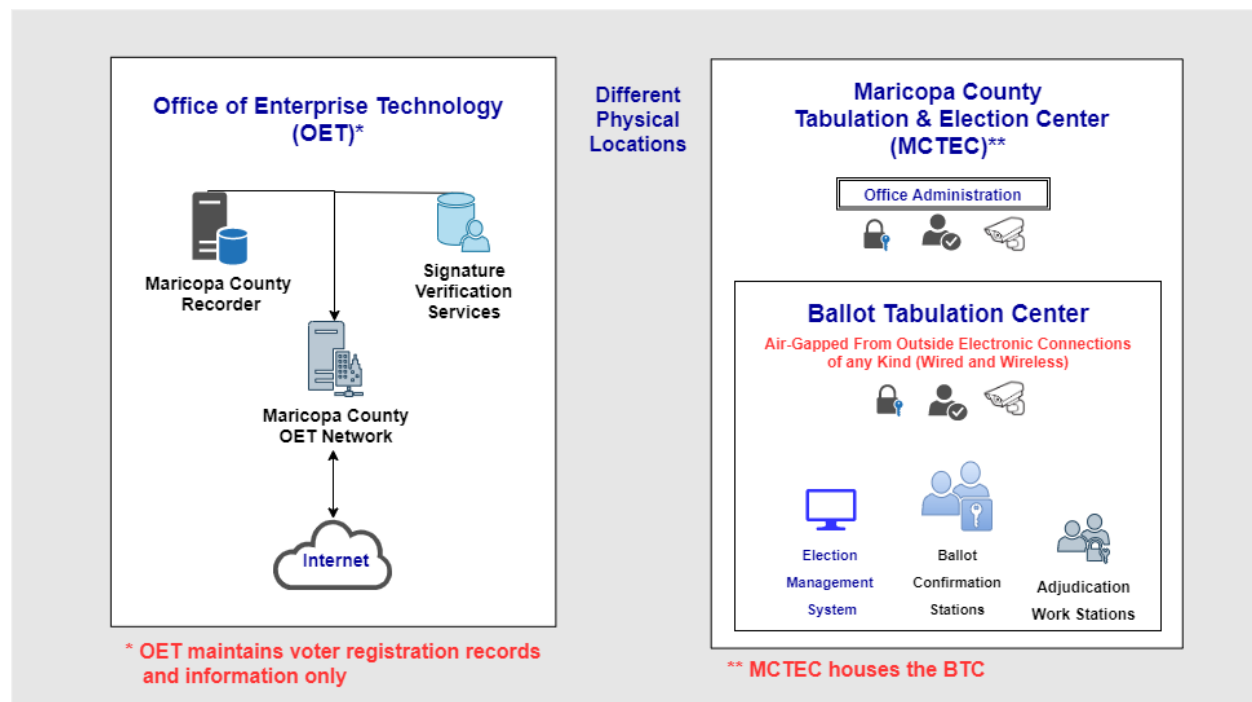 Office of Enterprise Technology
(OET)*
Maricopa County
Recorder
Signature
Verification
Services
Maricopa County
OET Network
Internet
* OET maintains voter registration records
and information only
Different
Physical
Locations
Maricopa County
Tabulation & Election Center
(MCTEC)**
Office Administration
Ballot Tabulation Center
Air-Gapped From Outside Electronic Connections
of any Kind (Wired and Wireless)
Election
Management
System
Ballot
Confirmation
Stations
Adjudication
Work Stations
** MCTEC houses the BTC